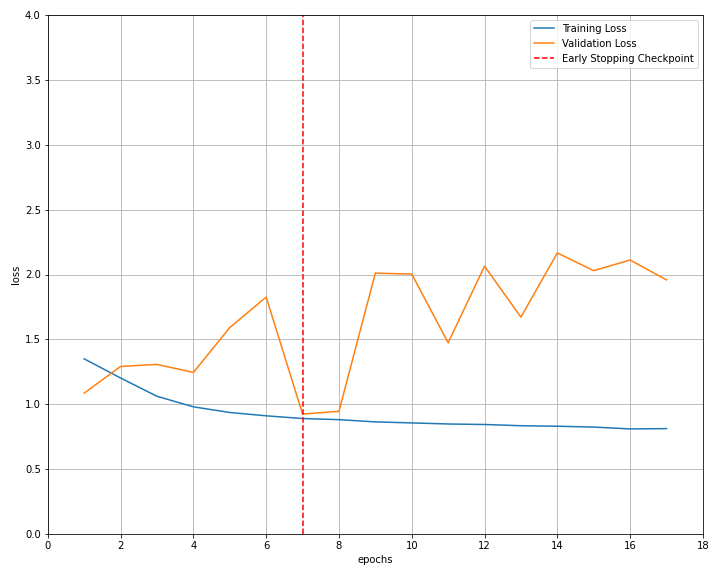 4.0
3.5
3.0
2.5
2.0
1.5
1.0
0.5
0.0
loss
Training Loss
Validation Loss
Early Stopping Checkpoint
0 2 4 6 8 10 12 14 16 18
epochs